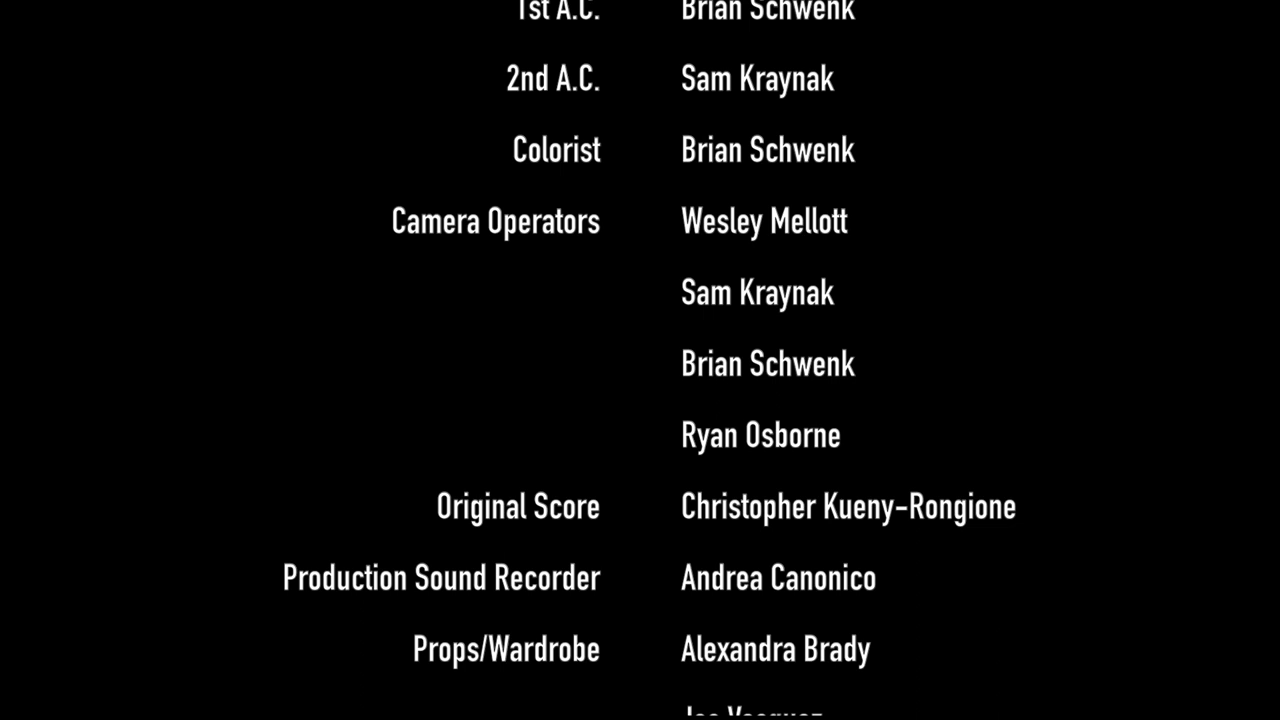 1st A.C. Brian Schwenk
2nd A.C. Sam Kraynak
Colorist Brian Schwenk
Camera Operators Wesley Mellott
Sam Kraynak
Brian Schwenk
Ryan Osborne
Original Score Christopher Kueny-Rongione
Production Sound Recorder Andrea Canonico
Props/Wardrobe Alexandra Brady